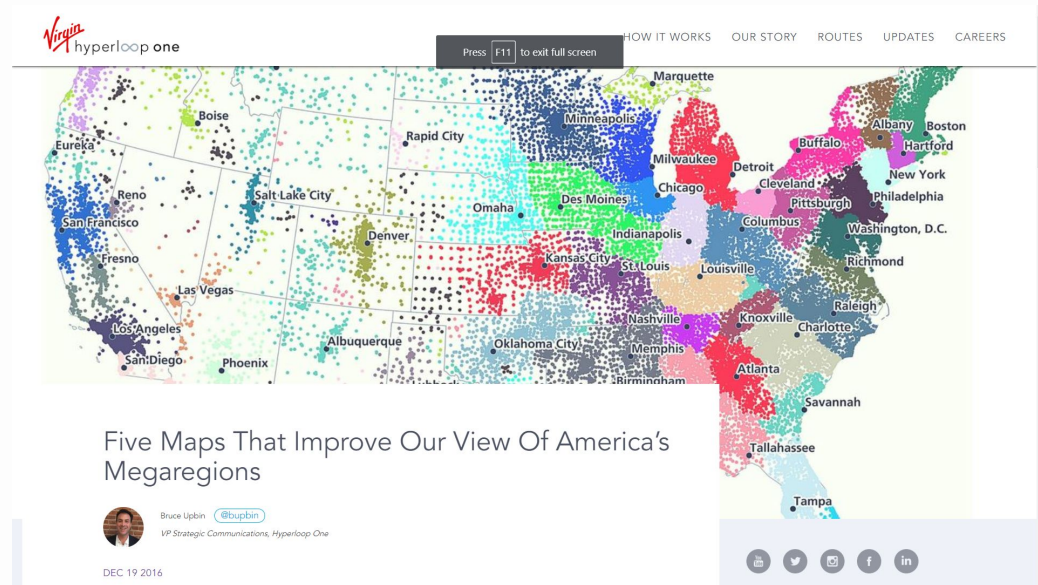 Virgin
hyperloop one
HOW IT WORKS
OUR STORY
ROUTES
UPDATES
CAREERS
Press F11 to exit full screen
Marquette
Boise
Minneapolis
Albany
Boston
Rapid City
Buffalo
Hartford
Eureka
Milwaukee
Detroit
New York
Reno
Salt Lake City
Chicago
Cleveland
Philadelphia
Omaha
Des Moines
Pittsburgh
San Francisco
Columbus
Washington, D.C.
Denver
Indianapolis
Fresno
Kansas City
St. Louis
Louisville
Richmond
Las Vegas
Raleigh
Los Angeles
Nashville
Knoxville
Charlotte
Albuquerque
Oklahoma City
Memphis
San Diego
Phoenix
Atlanta
Lubbock
Birmingham
Savannah
Tallahassee
Tampa
Five Maps That Improve Our View Of America's
Megaregions
Bruce Upbin @bupbin
VP Strategic Communications, Hyperloop One
DEC 19 2016
You
Tube
f
in